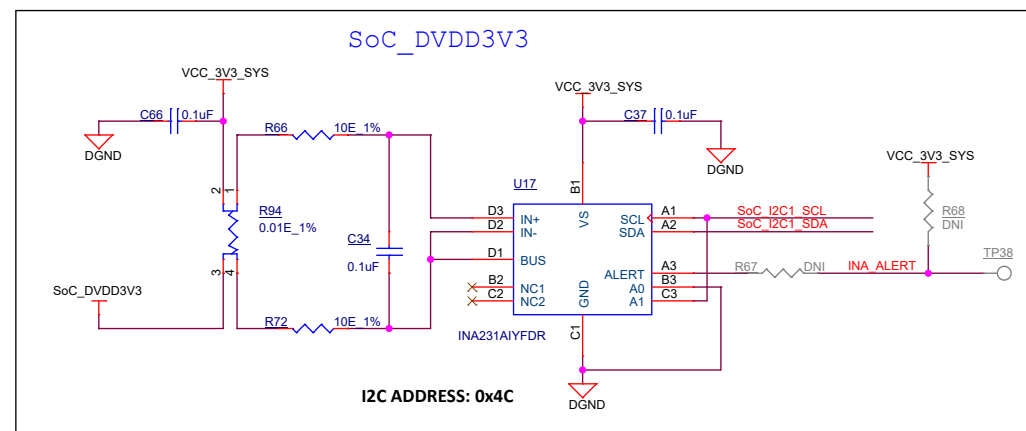 SoC_DVDD3V3
VCC_3V3_SYS
VCC_3V3_SYS
C66 0.1uF
C37 0.1uF
R66 10E_1%
DGND
DGND
VCC_3V3_SYS
U17
2 1
B1
R94
0.01E_1%
D3 IN+ VS SCL A1 SoC_I2C1_SCL
D2 IN- SDA A2 SoC_I2C1_SDA
R68
DNI
C34
0.1uF
D1 BUS
TP38
3 4
ALERT A3 R67 DNI INA_ALERT
B2 NC1 A0 B3
C2 NC2 GND A1 C3
SoC_DVDD3V3
R72 10E_1%
INA231AIYFDR
C1
I2C ADDRESS: 0x4C
DGND